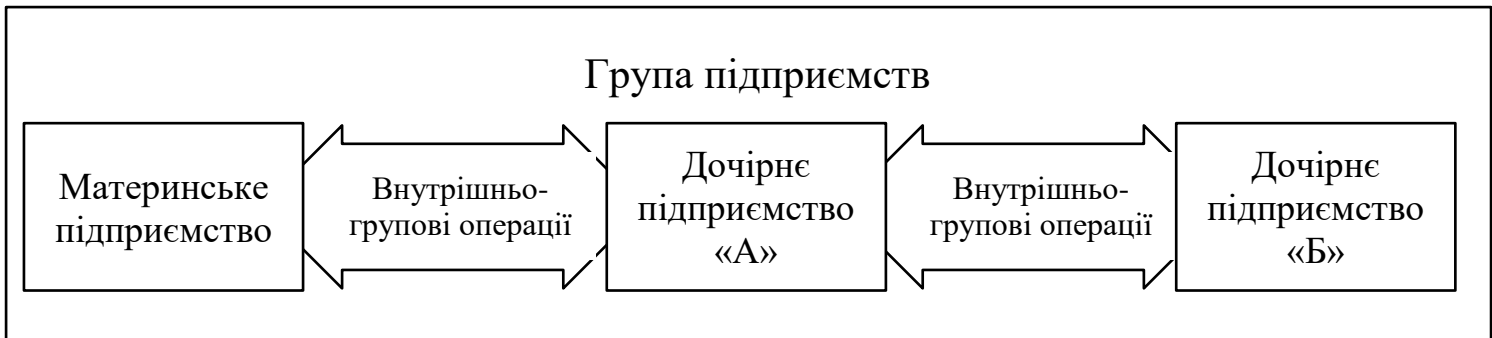 Група підприємств
Материнське
підприємство
Внутрішньо-
групові операції
Дочірнє
підприємство
«А»
Внутрішньо-
групові операції
Дочірнє
підприємство
«Б»